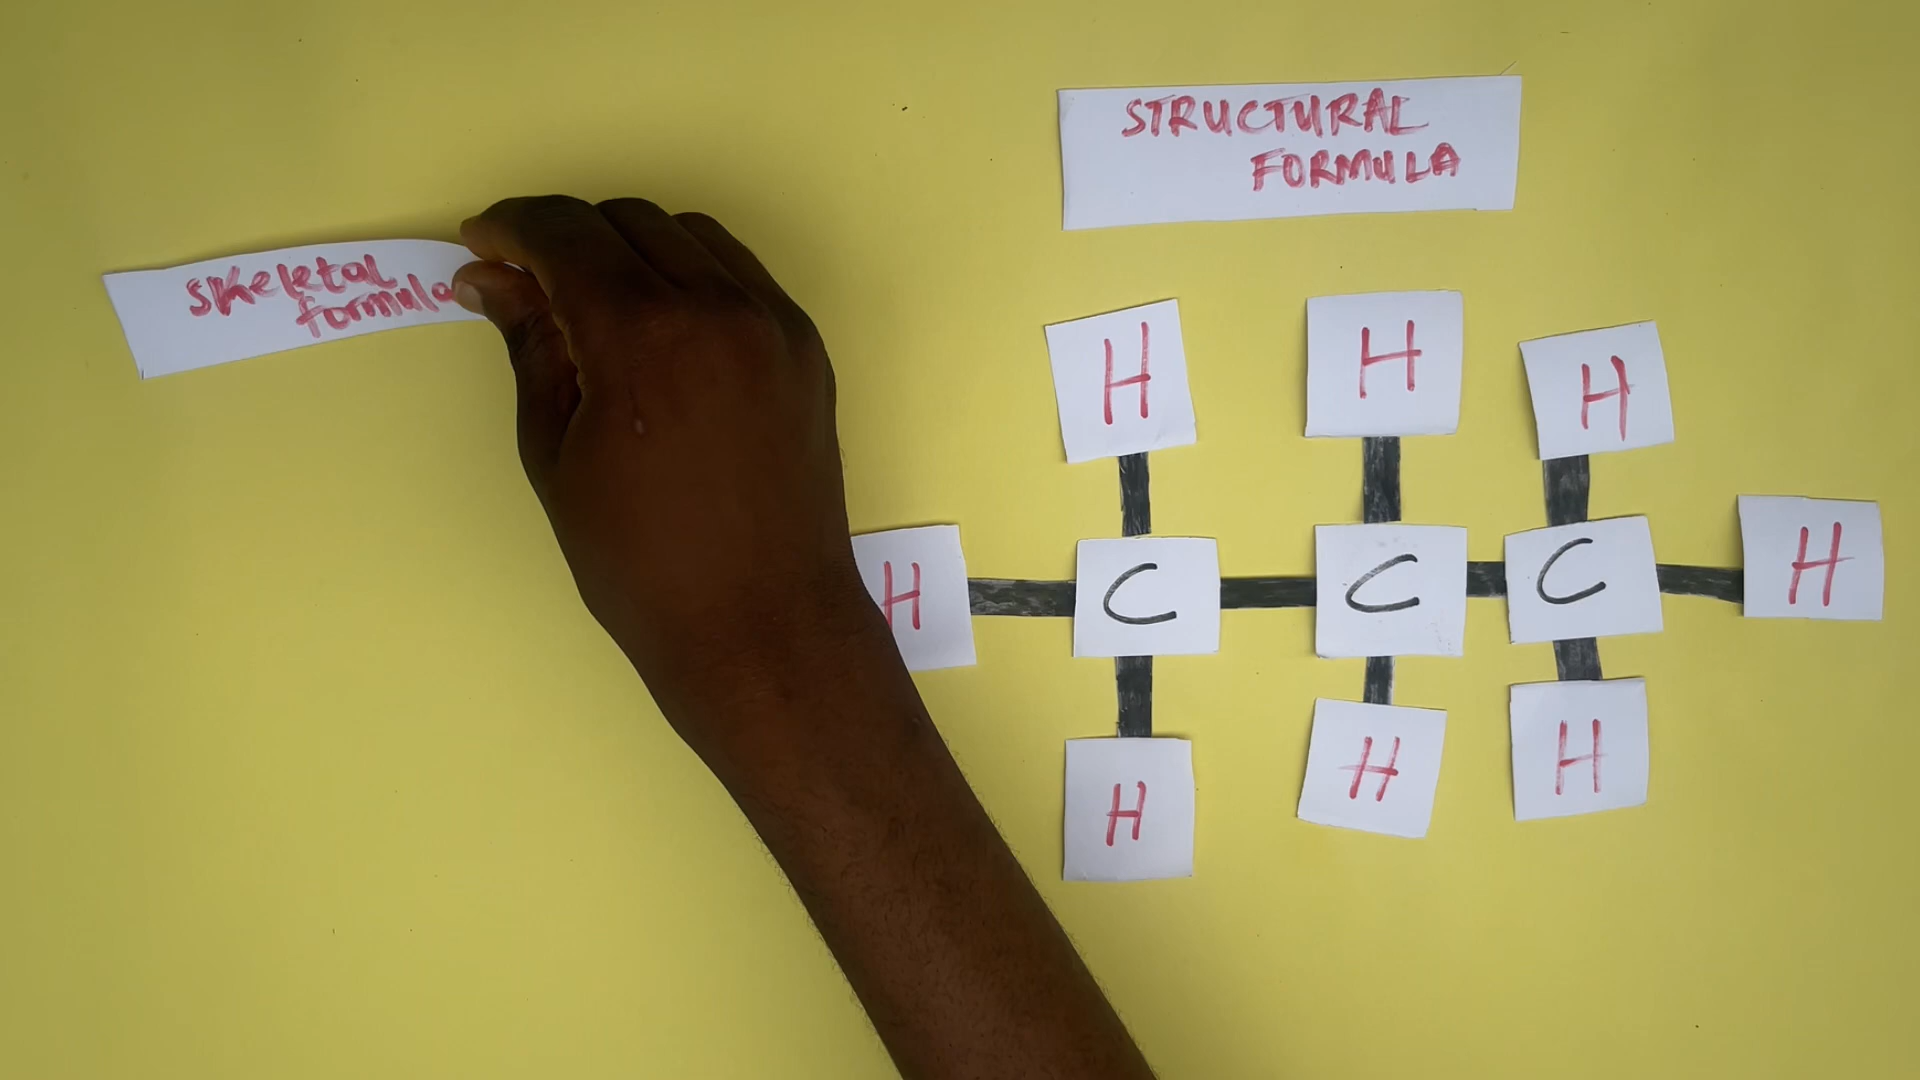 STRUCTURAL
FORMULA
Skeletal
formula
H H H
H C C C H
H H H